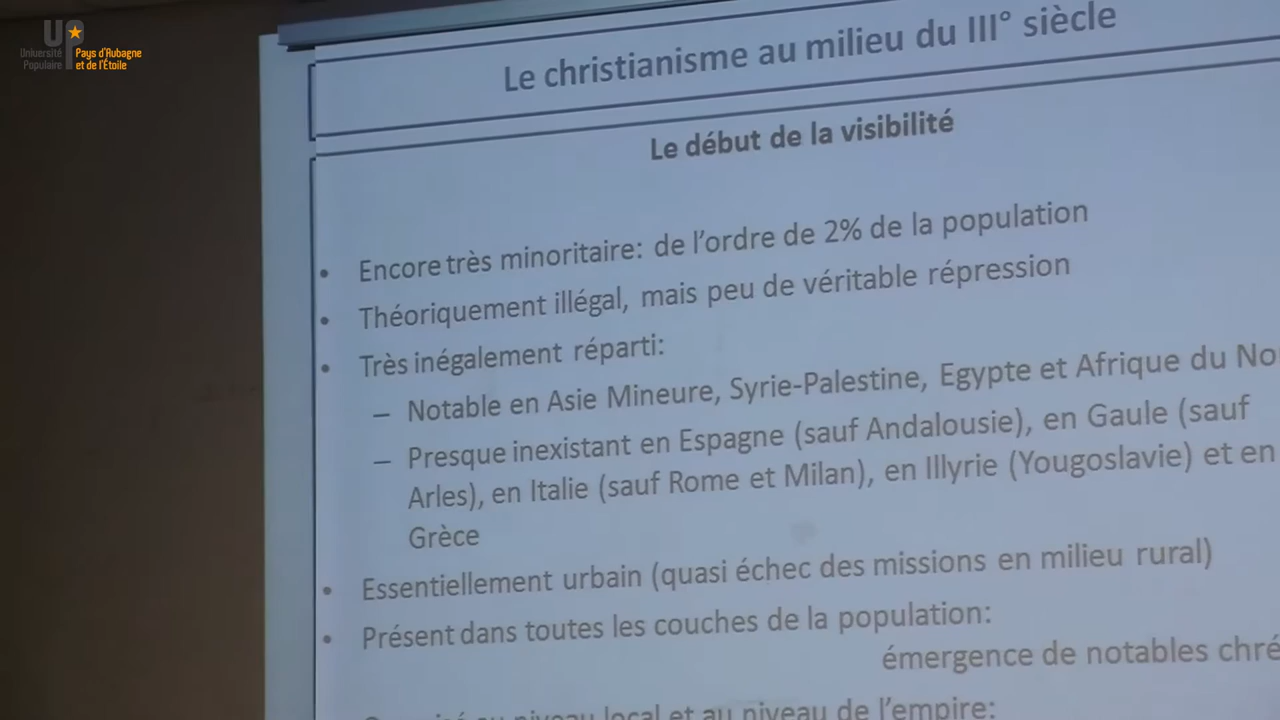 Université
Populaire
Pays d'Aubagne
et de l'Étoile
Le christianisme au milieu du III° siècle
Le début de la visibilité
• Encore très minoritaire: de l'ordre de 2% de la population
• Théoriquement illégal, mais peu de véritable répression
• Très inégalement réparti:
– Notable en Asie Mineure, Syrie-Palestine, Egypte et Afrique du No
– Presque inexistant en Espagne (sauf Andalousie), en Gaule (sauf
Arles), en Italie (sauf Rome et Milan), en Illyrie (Yougoslavie) et en
Grèce
• Essentiellement urbain (quasi échec des missions en milieu rural)
• Présent dans toutes les couches de la population:
émergence de notables chré
niveau local et au niveau de l'empire: